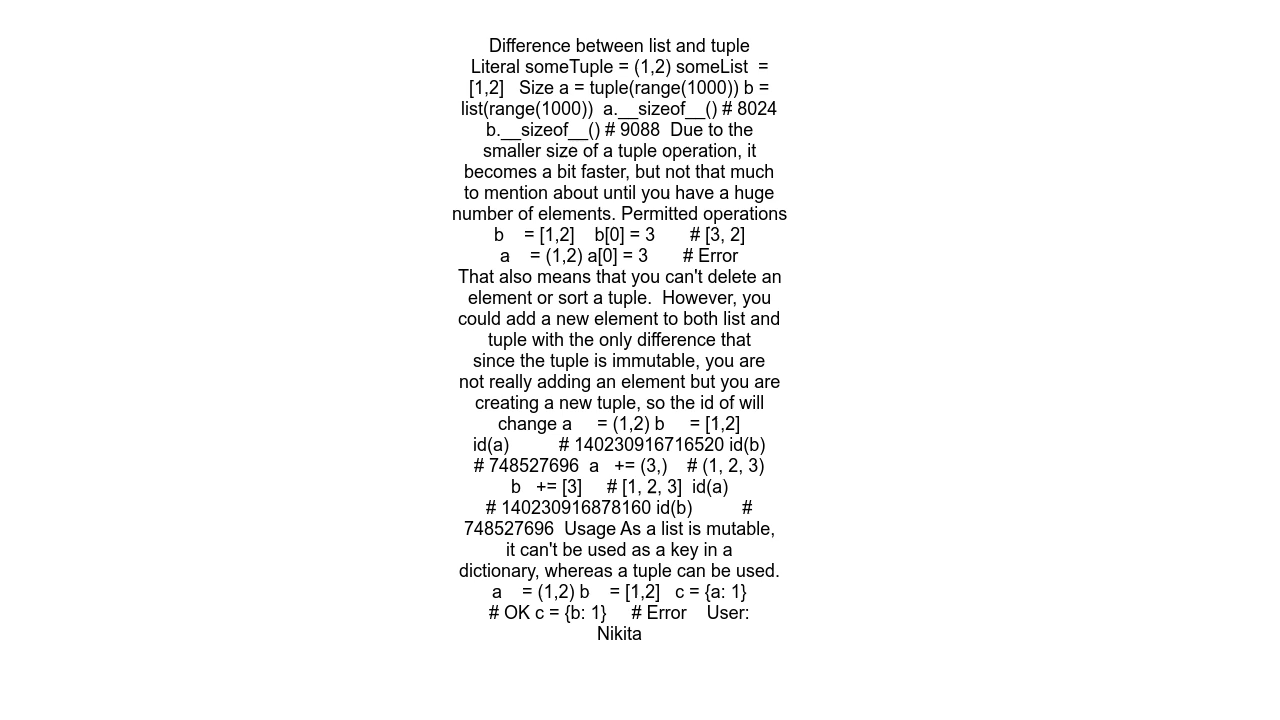 Difference between list and tuple
Literal someTuple = (1,2) someList  =
[1,2]   Size a = tuple(range(1000)) b =
list(range(1000))  a.__sizeof__() # 8024
b.__sizeof__() # 9088  Due to the
smaller size of a tuple operation, it
becomes a bit faster, but not that much
to mention about until you have a huge
number of elements. Permitted operations
b    = [1,2]    b[0] = 3       # [3, 2]
a    = (1,2) a[0] = 3       # Error
That also means that you can't delete an
element or sort a tuple.  However, you
could add a new element to both list and
tuple with the only difference that
since the tuple is immutable, you are
not really adding an element but you are
creating a new tuple, so the id of will
change a     = (1,2) b     = [1,2]
id(a)          # 140230916716520 id(b)
# 748527696  a   += (3,)    # (1, 2, 3)
b   += [3]     # [1, 2, 3]  id(a)
# 140230916878160 id(b)          #
748527696  Usage As a list is mutable,
it can't be used as a key in a
dictionary, whereas a tuple can be used.
a    = (1,2) b    = [1,2]   c = {a: 1}
# OK c = {b: 1}     # Error    User:
Nikita